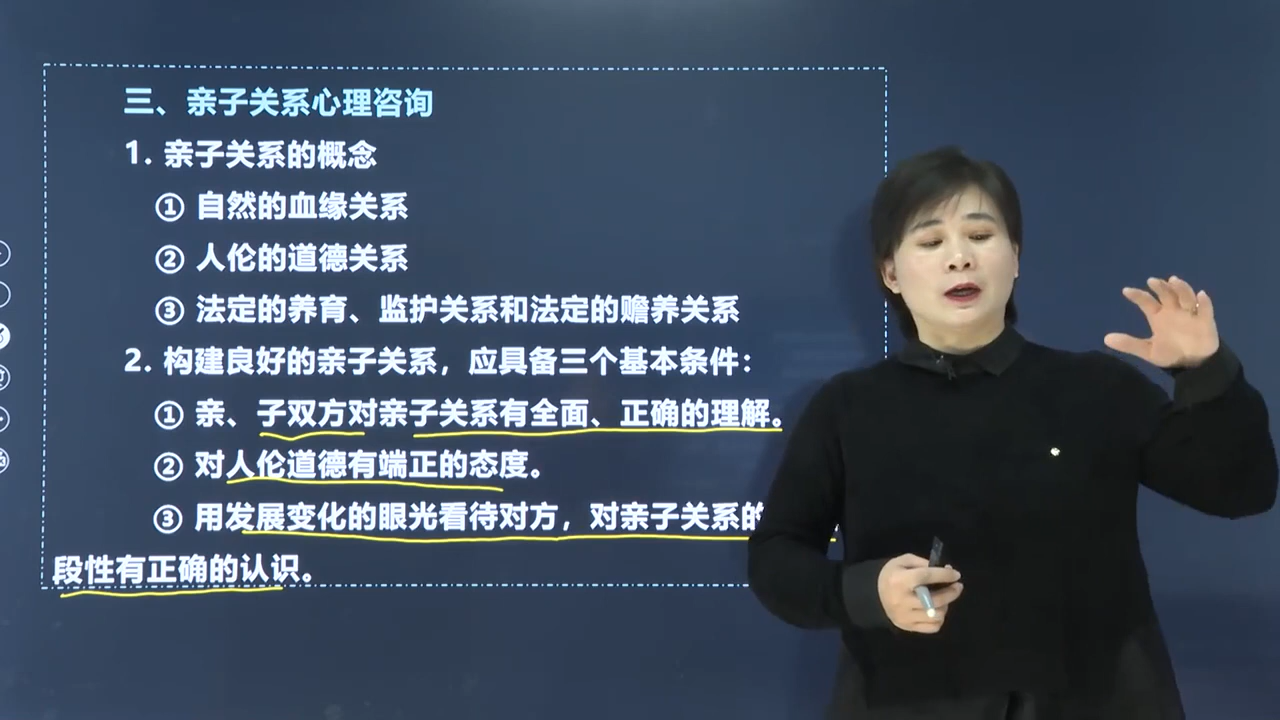 三、亲子关系心理咨询
1. 亲子关系的概念
① 自然的血缘关系
② 人伦的道德关系
③ 法定的养育、监护关系和法定的赡养关系
2. 构建良好的亲子关系，应具备三个基本条件：
① 亲、子双方对亲子关系有全面、正确的理解。
② 对人伦道德有端正的态度。
③ 用发展变化的眼光看待对方，对亲子关系的
段性有正确的认识。